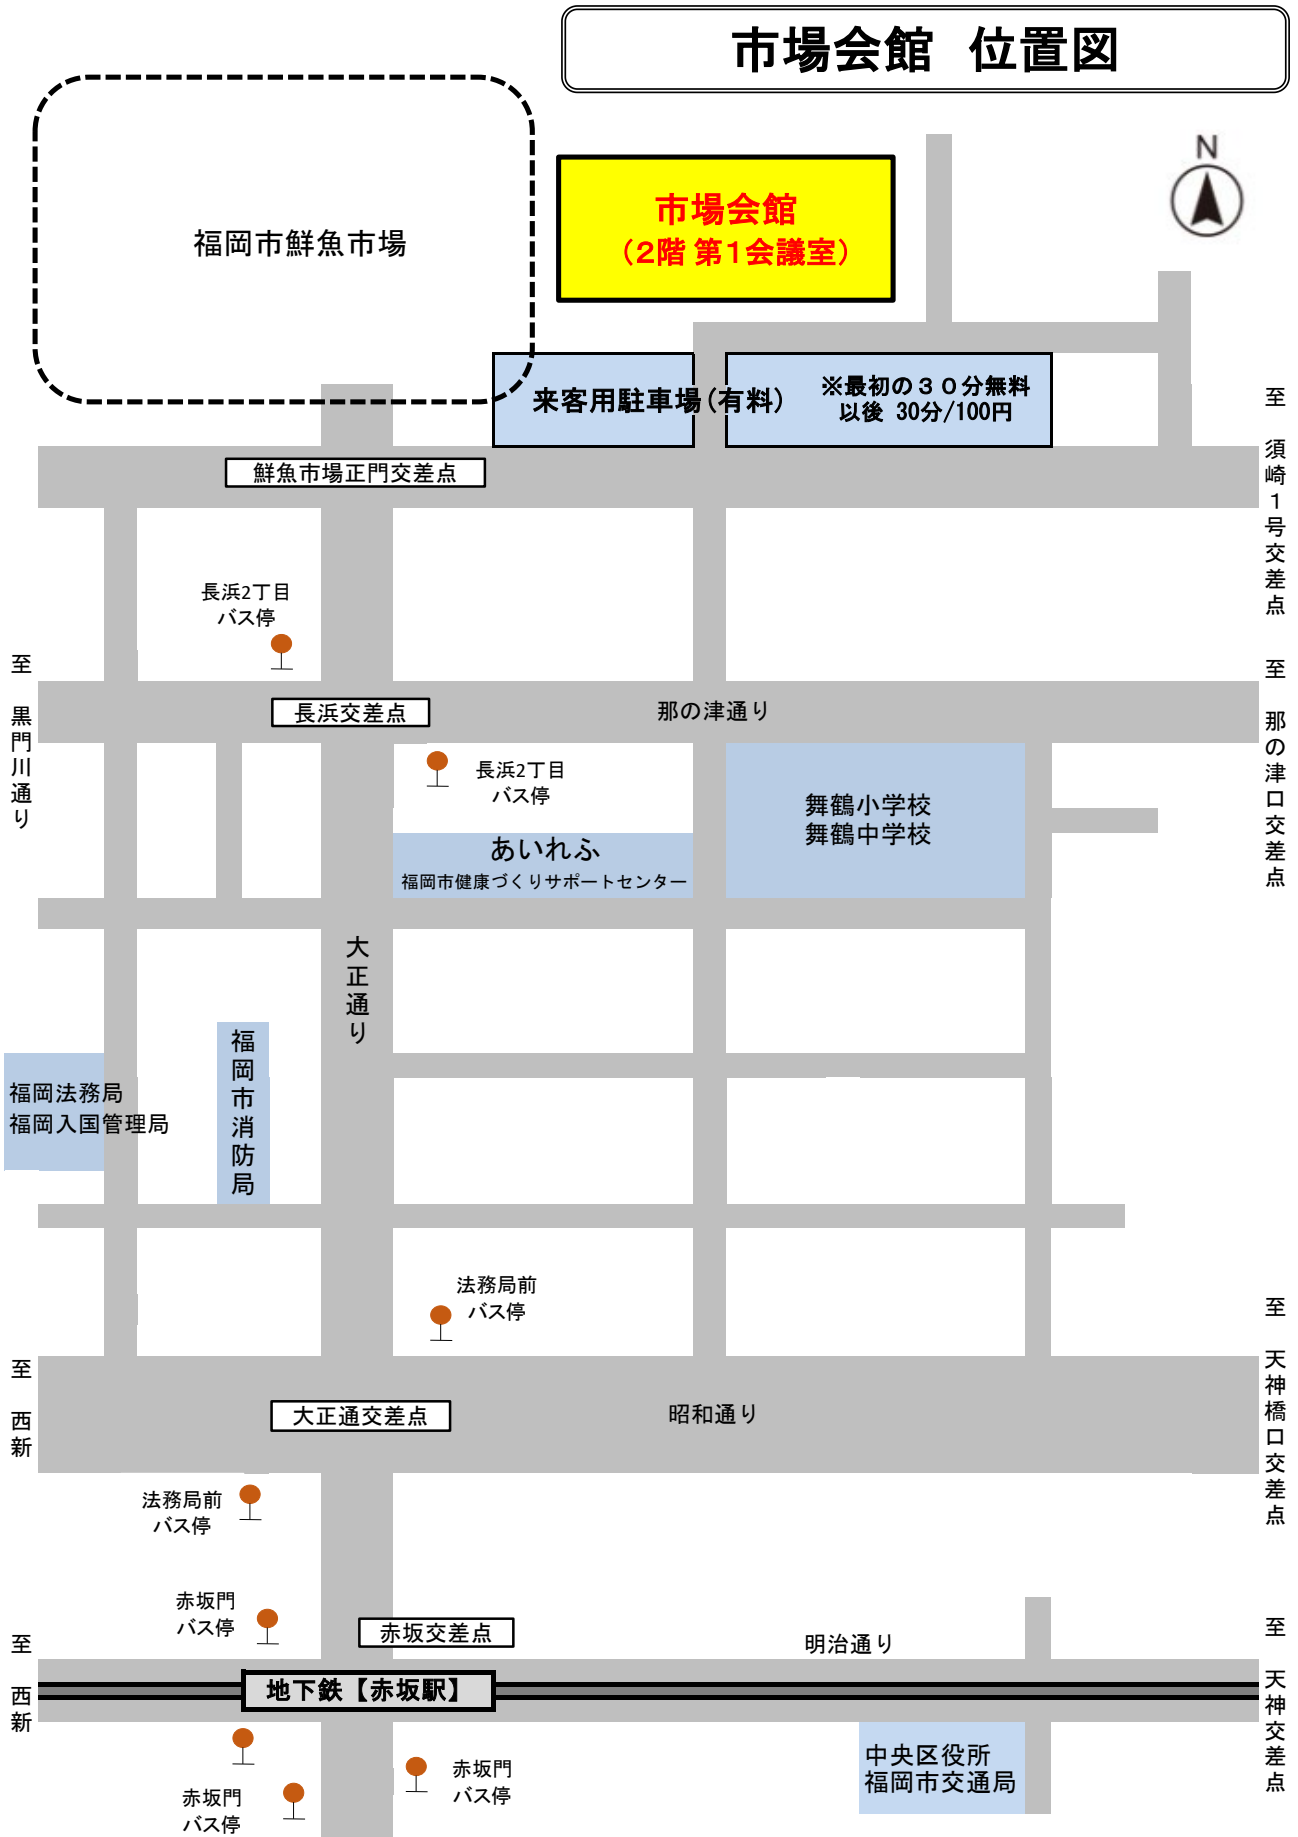 市場会館 位置図
N
福岡市鮮魚市場
市場会館
（2階 第1会議室）
来客用駐車場(有料)
※最初の３０分無料
以後 30分/100円
至 須崎1号交差点
鮮魚市場正門交差点
長浜2丁目
バス停
至 黒門川通り
長浜交差点
那の津通り
至 那の津口交差点
長浜2丁目
バス停
舞鶴小学校
舞鶴中学校
あいれふ
福岡市健康づくりサポートセンター
大正通り
福岡市消防局
福岡法務局
福岡入国管理局
法務局前
バス停
至 西新
大正通交差点
昭和通り
至 天神橋口交差点
法務局前
バス停
赤坂門
バス停
赤坂交差点
明治通り
至 西新
地下鉄【赤坂駅】
至 天神交差点
中央区役所
福岡市交通局
赤坂門
バス停
赤坂門
バス停